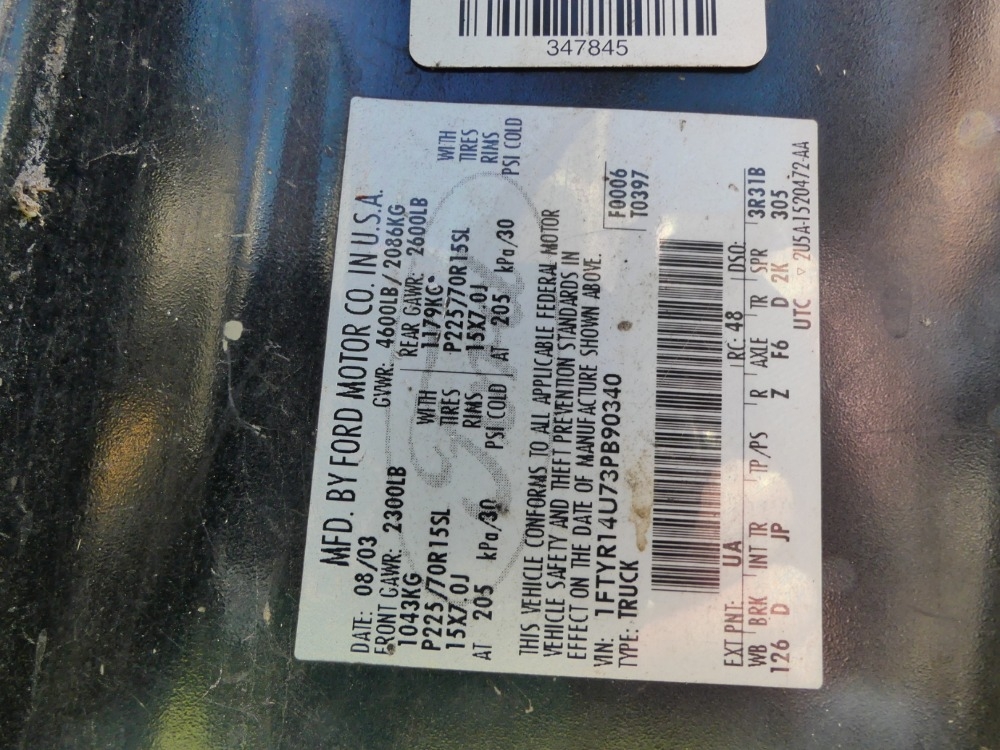 347845
MFD. BY FORD MOTOR CO. IN U.S.A.
DATE: 08/03 GVWR: 4600LB/2086KG
FRONT GAWR: 2300LB REAR GAWR: 2600LB
1043KG WITH 1179KG WITH
P225/70R15SL TIRES P225/70R15SL TIRES
15X7.0J RIMS 15X7.0J RIMS
AT 205 kPa/30 PSI COLD AT 205 kPa/30 PSI COLD
THIS VEHICLE CONFORMS TO ALL APPLICABLE FEDERAL MOTOR
VEHICLE SAFETY AND THEFT PREVENTION STANDARDS IN
EFFECT ON THE DATE OF MANUFACTURE SHOWN ABOVE.
VIN: 1FTYR14U73PB90340 F0006
TYPE: TRUCK T0397
EXT PNT: UA RC: 48 DSO:
WB BRK INT TR TP/PS R AXLE TR SPR 3R31B
126 D JP Z F6 D 2K 305
UTC ▽ 2U5A-1520472-AA